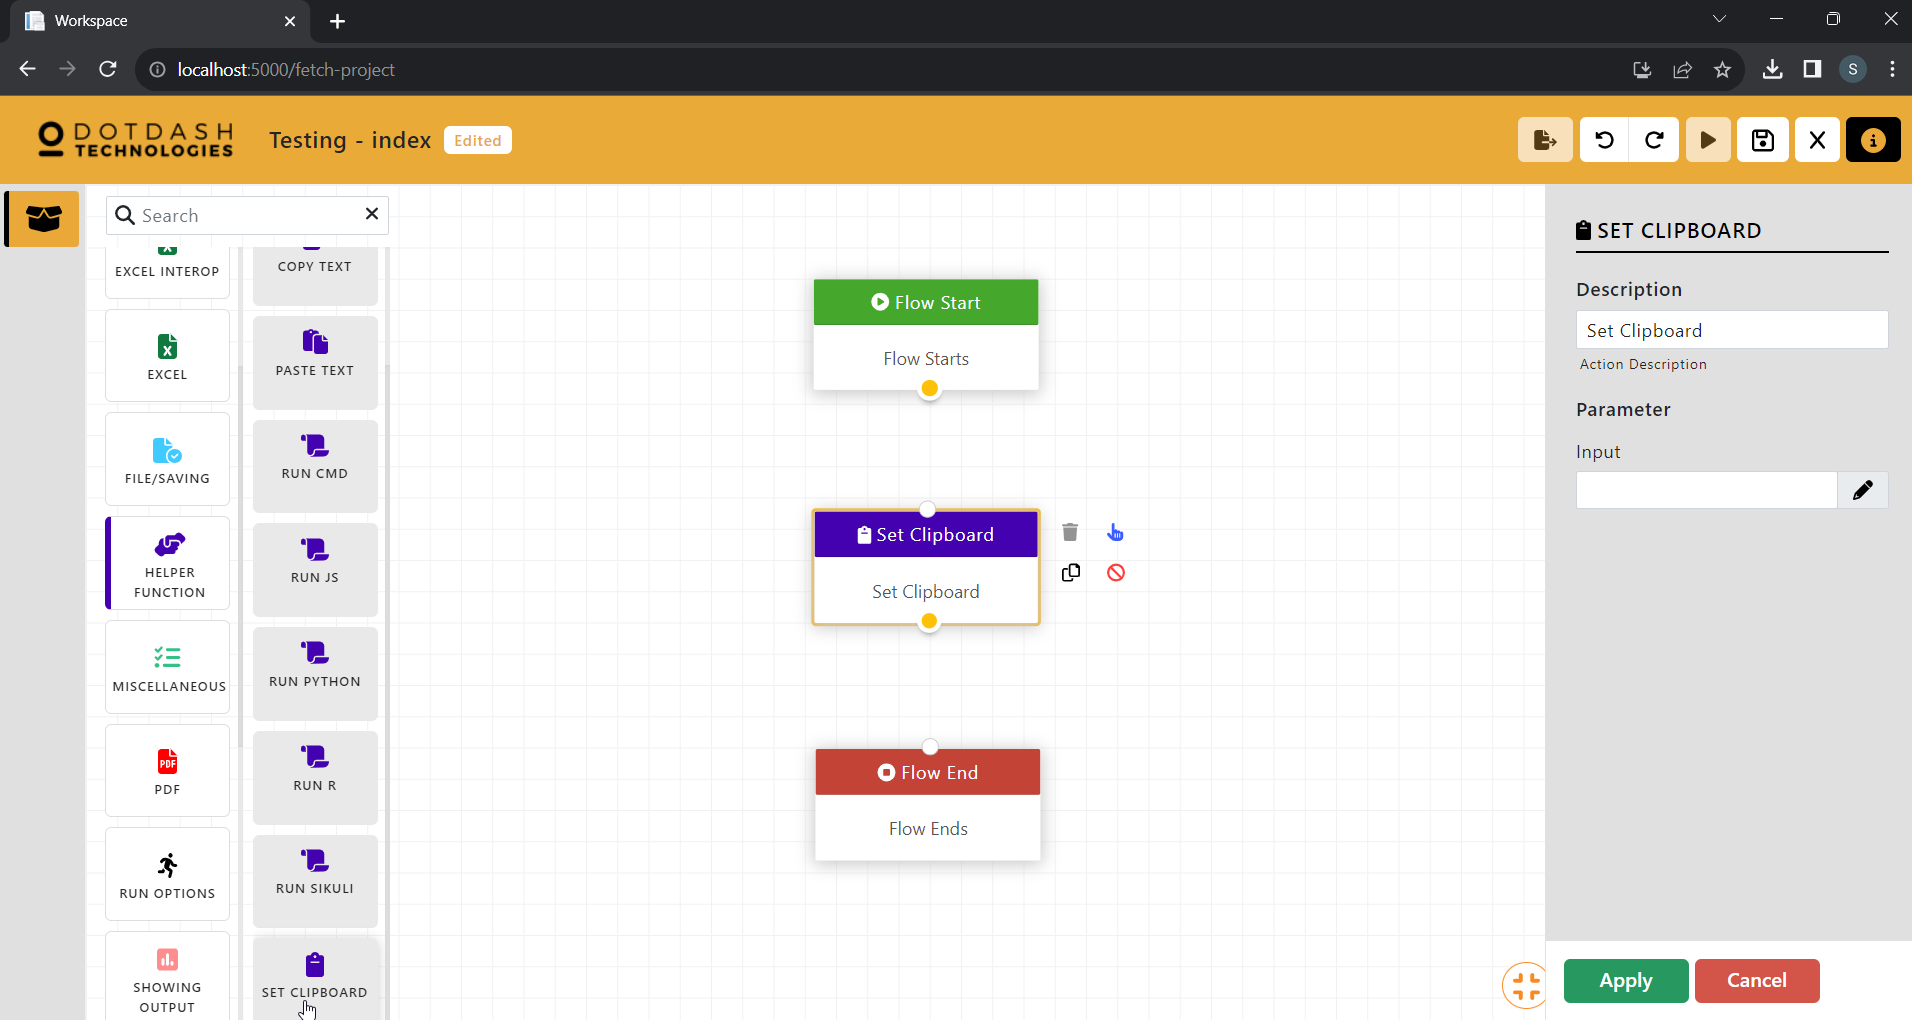 Workspace
localhost:5000/fetch-project
DOTDASH
TECHNOLOGIES
Testing - index
Edited
Search
EXCEL INTEROP
EXCEL
FILE/SAVING
HELPER
FUNCTION
MISCELLANEOUS
PDF
PDF
RUN OPTIONS
SHOWING
OUTPUT
COPY TEXT
PASTE TEXT
RUN CMD
RUN JS
RUN PYTHON
RUN R
RUN SIKULI
SET CLIPBOARD
Flow Start
Flow Starts
Set Clipboard
Set Clipboard
Flow End
Flow Ends
S
SET CLIPBOARD
Description
Set Clipboard
Action Description
Parameter
Input
Apply
Cancel